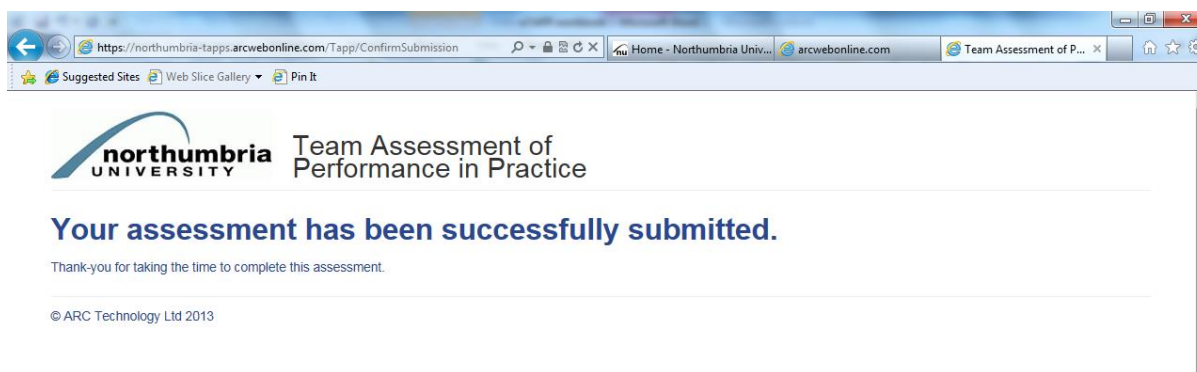 https://northumbria-tapps.arcwebonline.com/Tapp/ConfirmSubmission
Home - Northumbria Univ...
arcwebonline.com
Team Assessment of P...
Suggested Sites
Web Slice Gallery
Pin It
northumbria
UNIVERSITY
Team Assessment of
Performance in Practice
Your assessment has been successfully submitted.
Thank-you for taking the time to complete this assessment.
© ARC Technology Ltd 2013